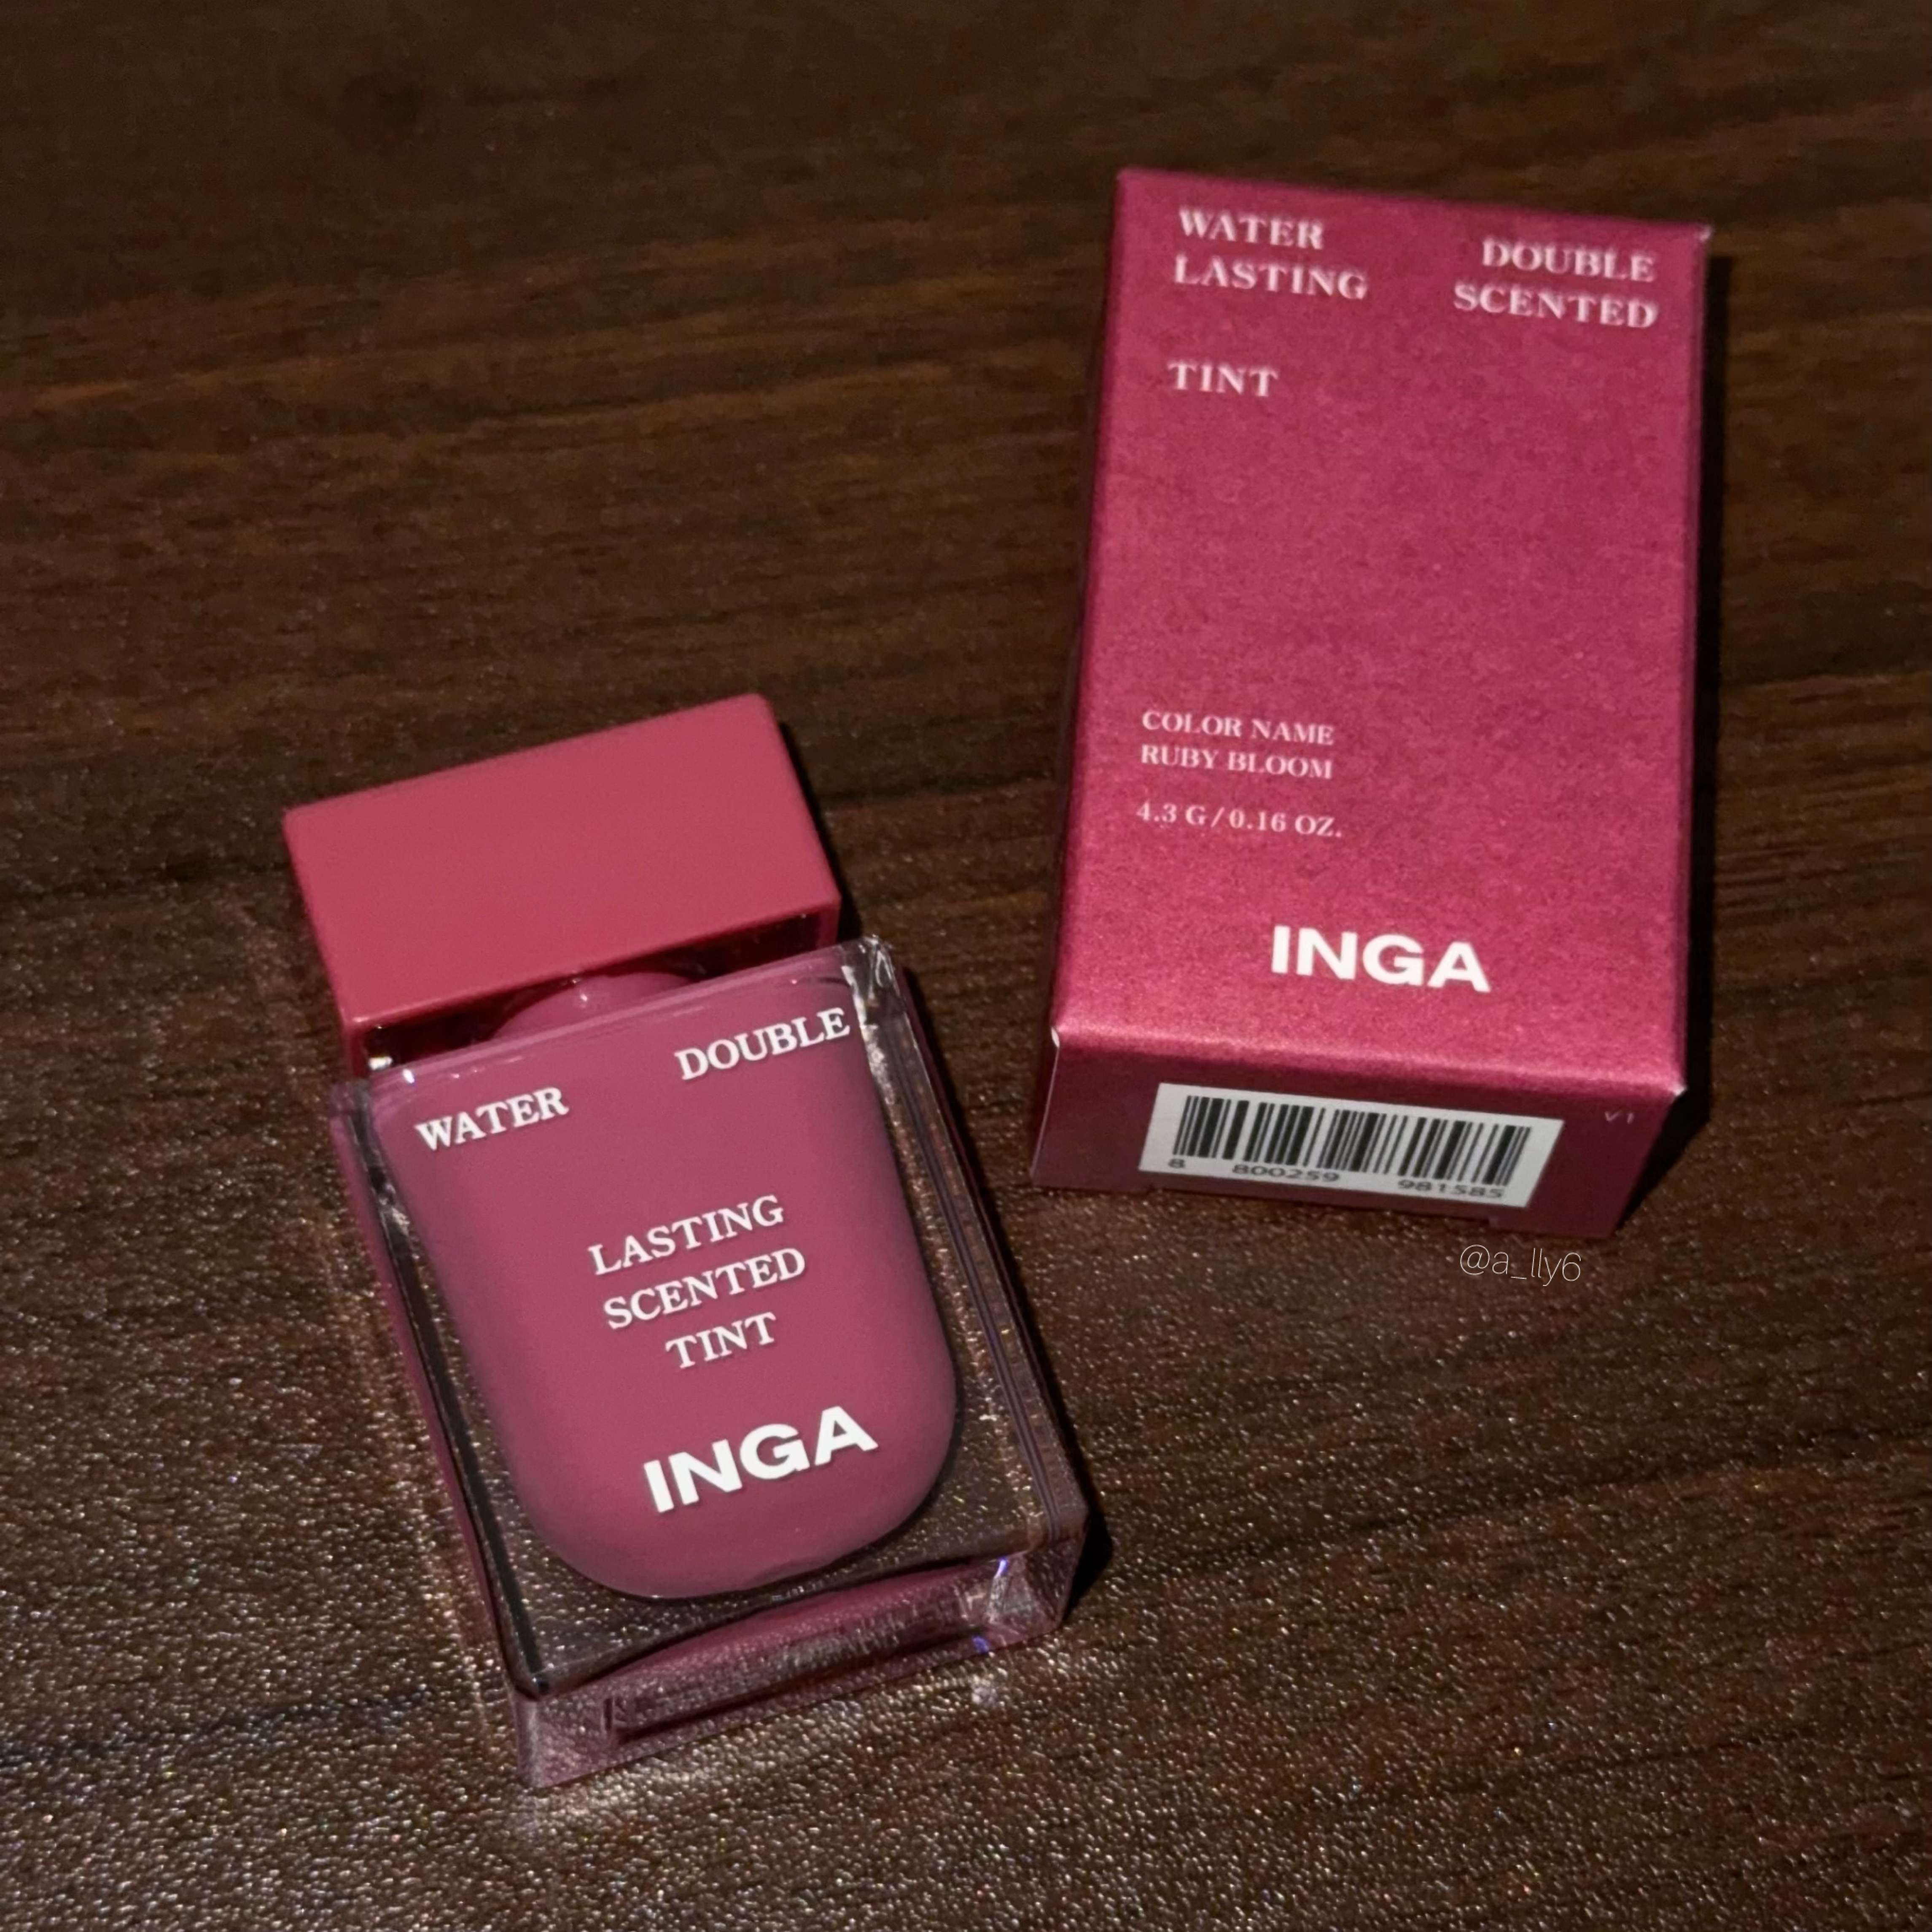 WATER
LASTING
DOUBLE
SCENTED
TINT
COLOR NAME
RUBY BLOOM
4.3 G / 0.16 OZ.
INGA
V1
8 800259 981585
@a_lly6
WATER
DOUBLE
LASTING
SCENTED
TINT
INGA